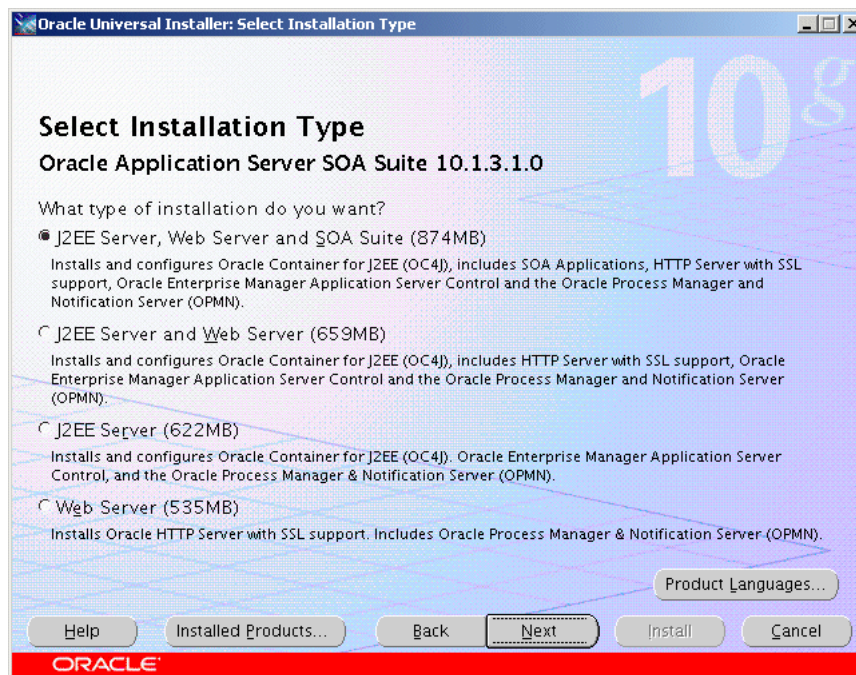 Oracle Universal Installer: Select Installation Type
10g
Select Installation Type
Oracle Application Server SOA Suite 10.1.3.1.0
What type of installation do you want?
J2EE Server, Web Server and SOA Suite (874MB)
Installs and configures Oracle Container for J2EE (OC4J), includes SOA Applications, HTTP Server with SSL
support, Oracle Enterprise Manager Application Server Control and the Oracle Process Manager and
Notification Server (OPMN).
J2EE Server and Web Server (659MB)
Installs and configures Oracle Container for J2EE (OC4J), includes HTTP Server with SSL support, Oracle
Enterprise Manager Application Server Control and the Oracle Process Manager and Notification Server
(OPMN).
J2EE Server (622MB)
Installs and configures Oracle Container for J2EE (OC4J). Oracle Enterprise Manager Application Server
Control, and the Oracle Process Manager & Notification Server (OPMN).
Web Server (535MB)
Installs Oracle HTTP Server with SSL support. Includes Oracle Process Manager & Notification Server (OPMN).
Product Languages...
Help Installed Products... Back Next Install Cancel
ORACLE